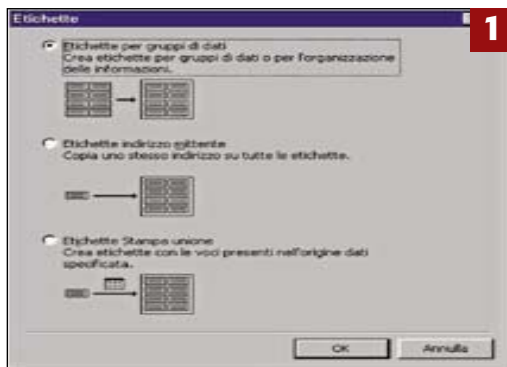 Etichette
1
Etichette per gruppi di dati
Crea etichette per gruppi di dati o per l'organizzazione
delle informazioni.
Etichette indirizzo mittente
Copia uno stesso indirizzo su tutte le etichette.
Etichette Stampa unione
Crea etichette con le voci presenti nell'origine dati
specificata.
OK
Annulla